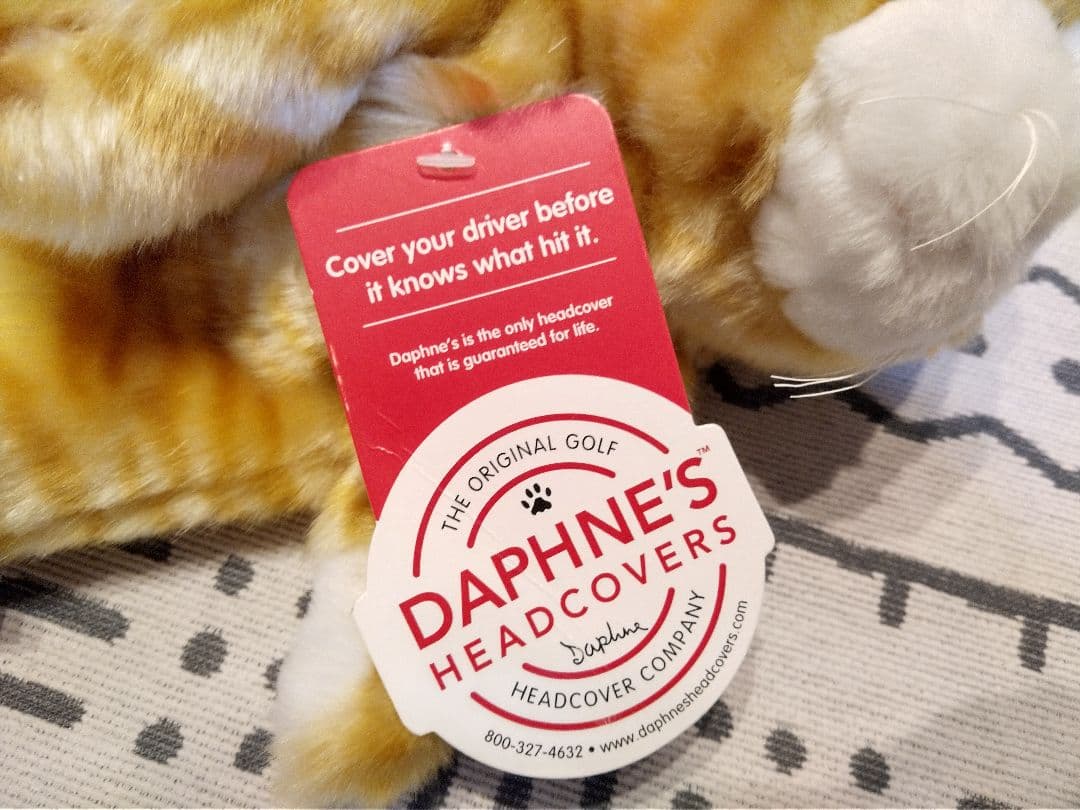 Cover your driver before
it knows what hit it.
Daphne's is the only headcover
that is guaranteed for life.
THE ORIGINAL GOLF
DAPHNE'S™
HEADCOVERS
Daphne
HEADCOVER COMPANY
800-327-4632 • www.daphnesheadcovers.com